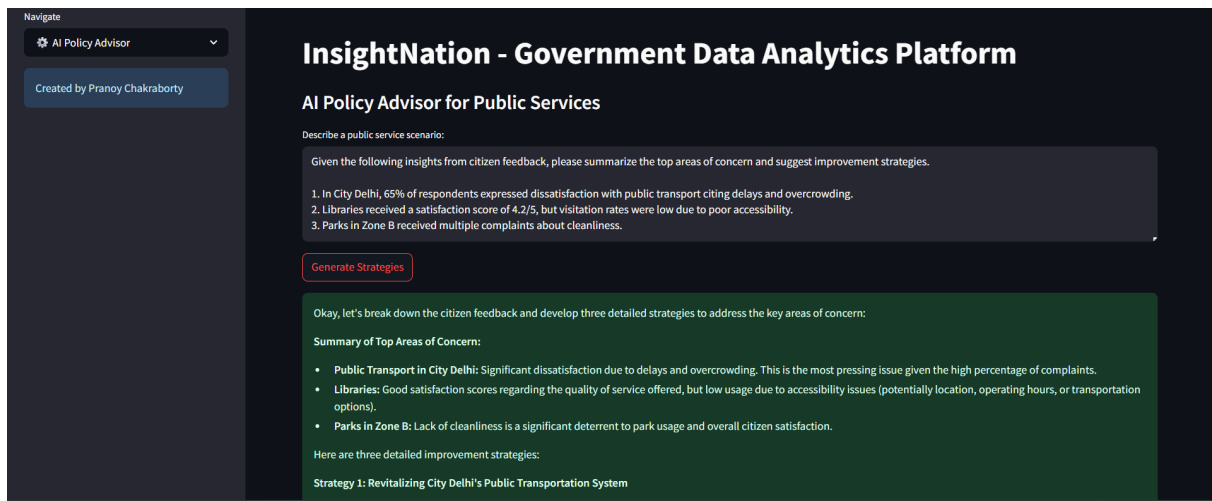 Navigate
AI Policy Advisor
Created by Pranoy Chakraborty
InsightNation - Government Data Analytics Platform
AI Policy Advisor for Public Services
Describe a public service scenario:
Given the following insights from citizen feedback, please summarize the top areas of concern and suggest improvement strategies.
1. In City Delhi, 65% of respondents expressed dissatisfaction with public transport citing delays and overcrowding.
2. Libraries received a satisfaction score of 4.2/5, but visitation rates were low due to poor accessibility.
3. Parks in Zone B received multiple complaints about cleanliness.
Generate Strategies
Okay, let's break down the citizen feedback and develop three detailed strategies to address the key areas of concern:
Summary of Top Areas of Concern:
• Public Transport in City Delhi: Significant dissatisfaction due to delays and overcrowding. This is the most pressing issue given the high percentage of complaints.
• Libraries: Good satisfaction scores regarding the quality of service offered, but low usage due to accessibility issues (potentially location, operating hours, or transportation
options).
• Parks in Zone B: Lack of cleanliness is a significant deterrent to park usage and overall citizen satisfaction.
Here are three detailed improvement strategies:
Strategy 1: Revitalizing City Delhi's Public Transportation System